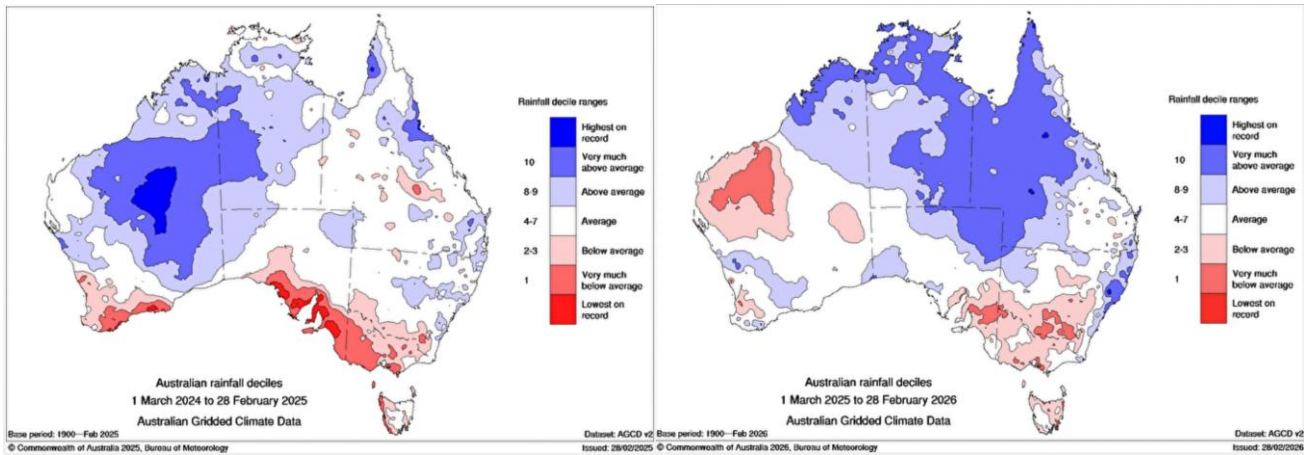 Rainfall decile ranges
Highest on
record
10
Very much
above average
8-9
Above average
4-7
Average
2-3
Below average
1
Very much
below average
Lowest on
record
Australian rainfall deciles
1 March 2024 to 28 February 2025
Australian Gridded Climate Data
Base period: 1900—Feb 2025
Dataset: AGCD v2
© Commonwealth of Australia 2025, Bureau of Meteorology
Issued: 28/02/2025
Rainfall decile ranges
Highest on
record
10
Very much
above average
8-9
Above average
4-7
Average
2-3
Below average
1
Very much
below average
Lowest on
record
Australian rainfall deciles
1 March 2025 to 28 February 2026
Australian Gridded Climate Data
Base period: 1900—Feb 2026
Dataset: AGCD v2
© Commonwealth of Australia 2026, Bureau of Meteorology
Issued: 28/02/2026